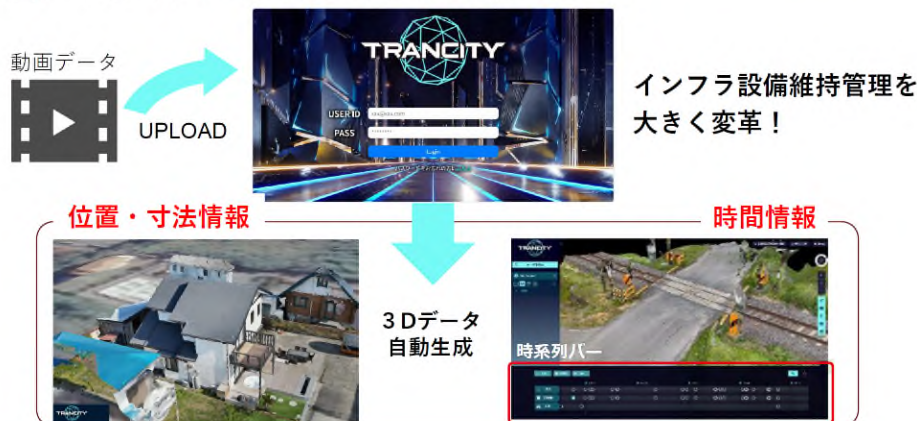 動画データ
UPLOAD
TRANCITY
USER ID
PASS
Login
インフラ設備維持管理を
大きく変革！
位置・寸法情報
時間情報
3Dデータ
自動生成
TRANCITY
TRANCITY
時系列バー